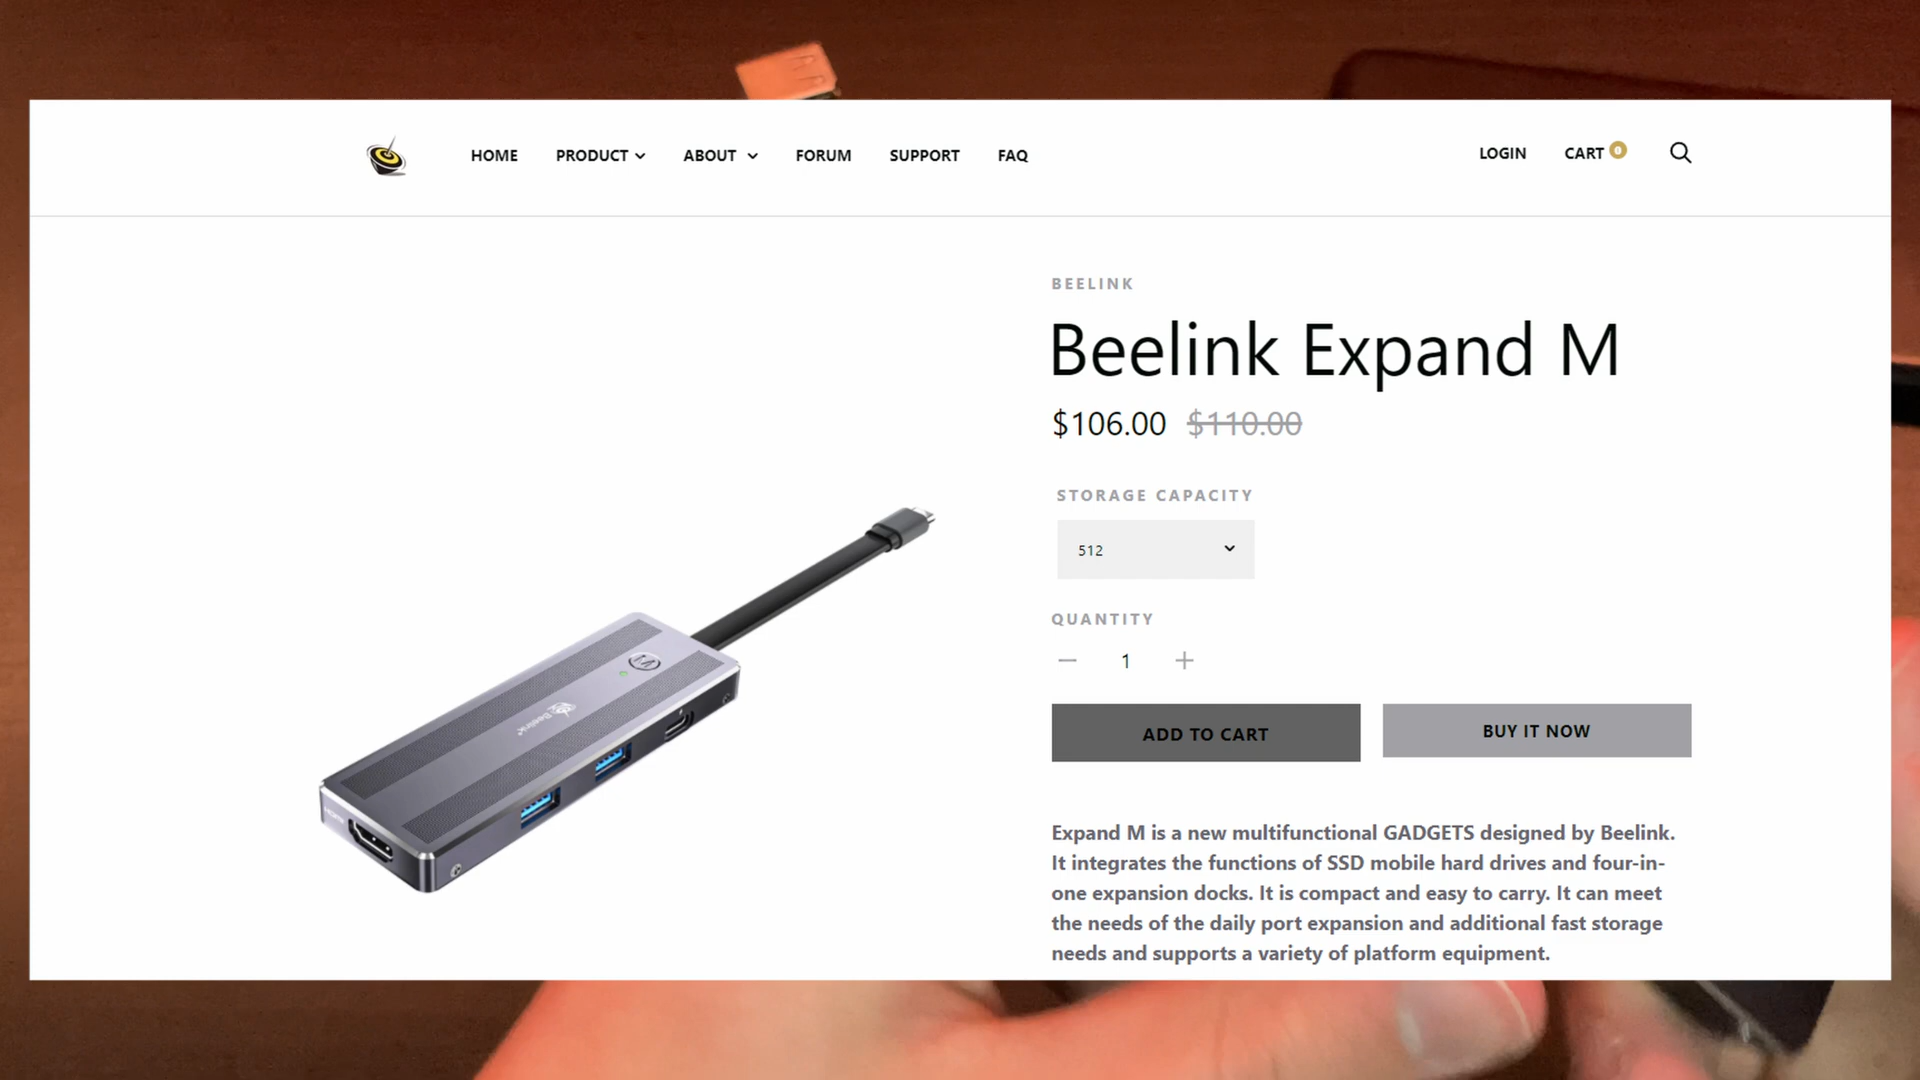 HOME PRODUCT ABOUT FORUM SUPPORT FAQ LOGIN CART 0
BEELINK
Beelink Expand M
$106.00 $110.00
STORAGE CAPACITY
512
QUANTITY
1
ADD TO CART BUY IT NOW
Expand M is a new multifunctional GADGETS designed by Beelink.
It integrates the functions of SSD mobile hard drives and four-in-
one expansion docks. It is compact and easy to carry. It can meet
the needs of the daily port expansion and additional fast storage
needs and supports a variety of platform equipment.
Beelink
HDMI